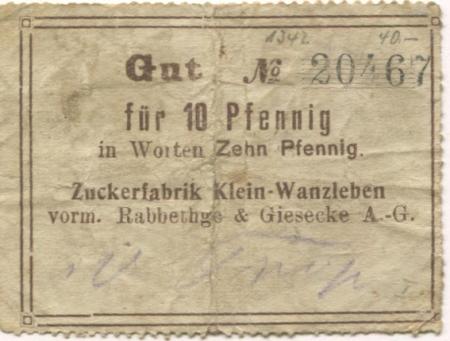 1342 40.-
Gut № 20467
für 10 Pfennig
in Worten Zehn Pfennig.
Zuckerfabrik Klein-Wanzleben
vorm. Rabbethge & Giesecke A.-G.
I